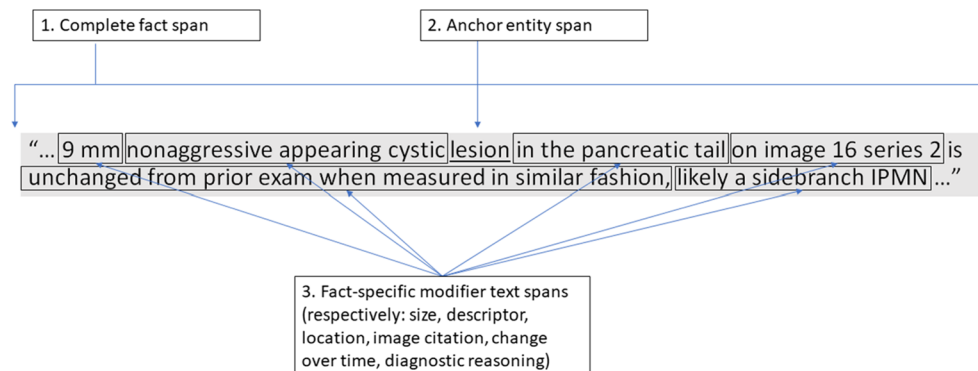 1. Complete fact span
2. Anchor entity span
“... 9 mm nonaggressive appearing cystic lesion in the pancreatic tail on image 16 series 2 is
unchanged from prior exam when measured in similar fashion, likely a sidebranch IPMN ...”
3. Fact-specific modifier text spans
(respectively: size, descriptor,
location, image citation, change
over time, diagnostic reasoning)